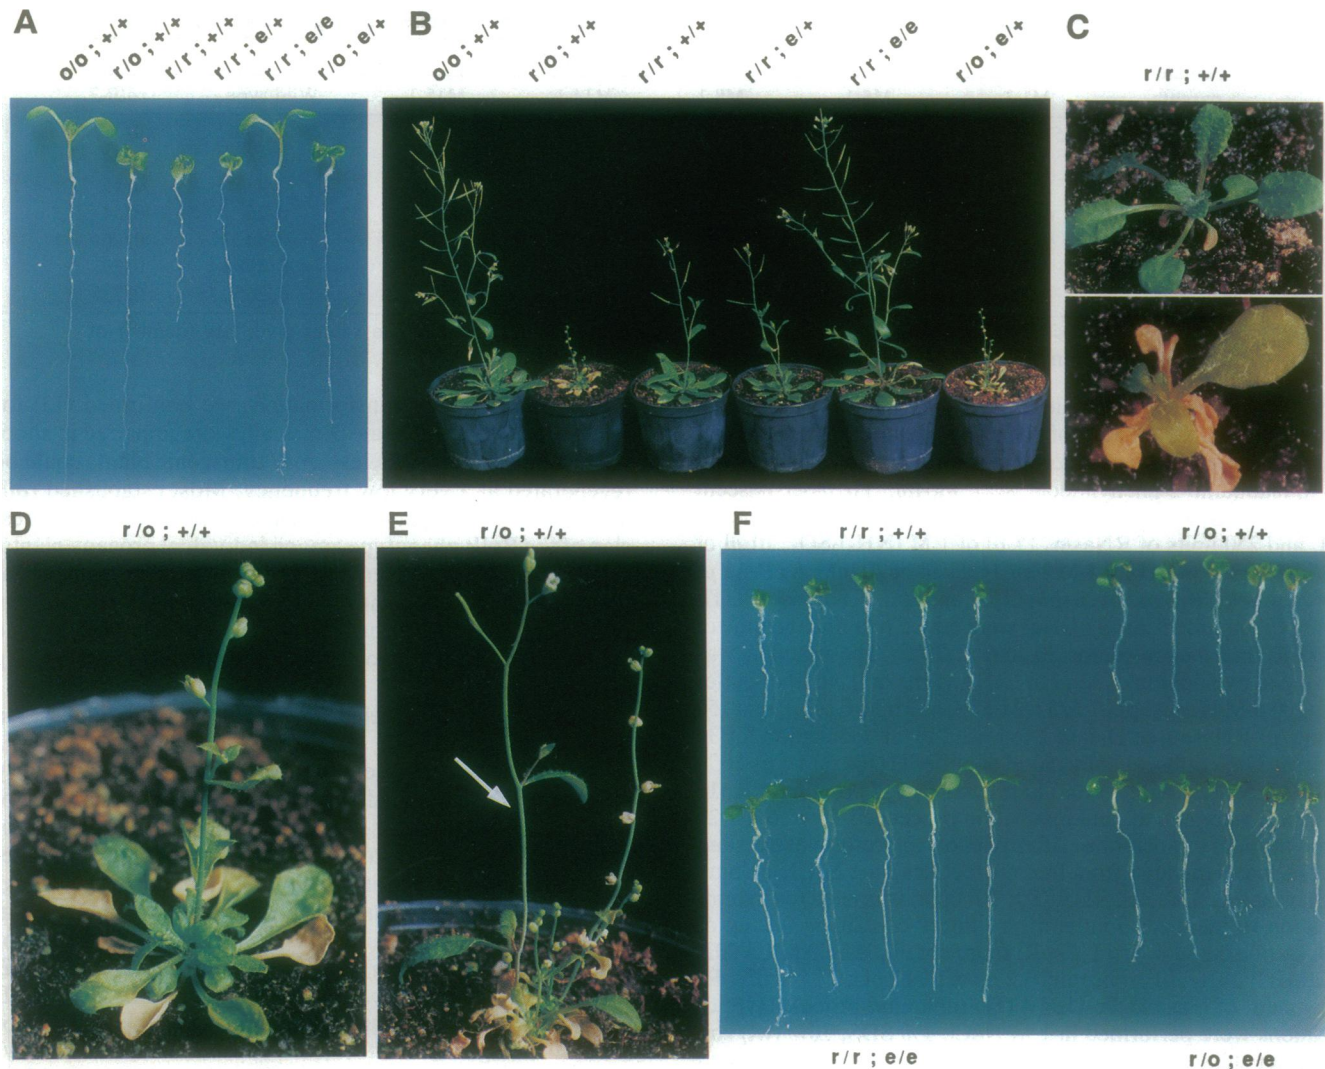 A
o/o ; +/+
r/o ; +/+
r/r ; +/+
r/r ; e/+
r/r ; e/e
r/o ; e/+
B
o/o ; +/+
r/o ; +/+
r/r ; +/+
r/r ; e/+
r/r ; e/e
r/o ; e/+
C
r/r ; +/+
D
r/o ; +/+
E
r/o ; +/+
F
r/r ; +/+
r/o ; +/+
r/r ; e/e
r/o ; e/e